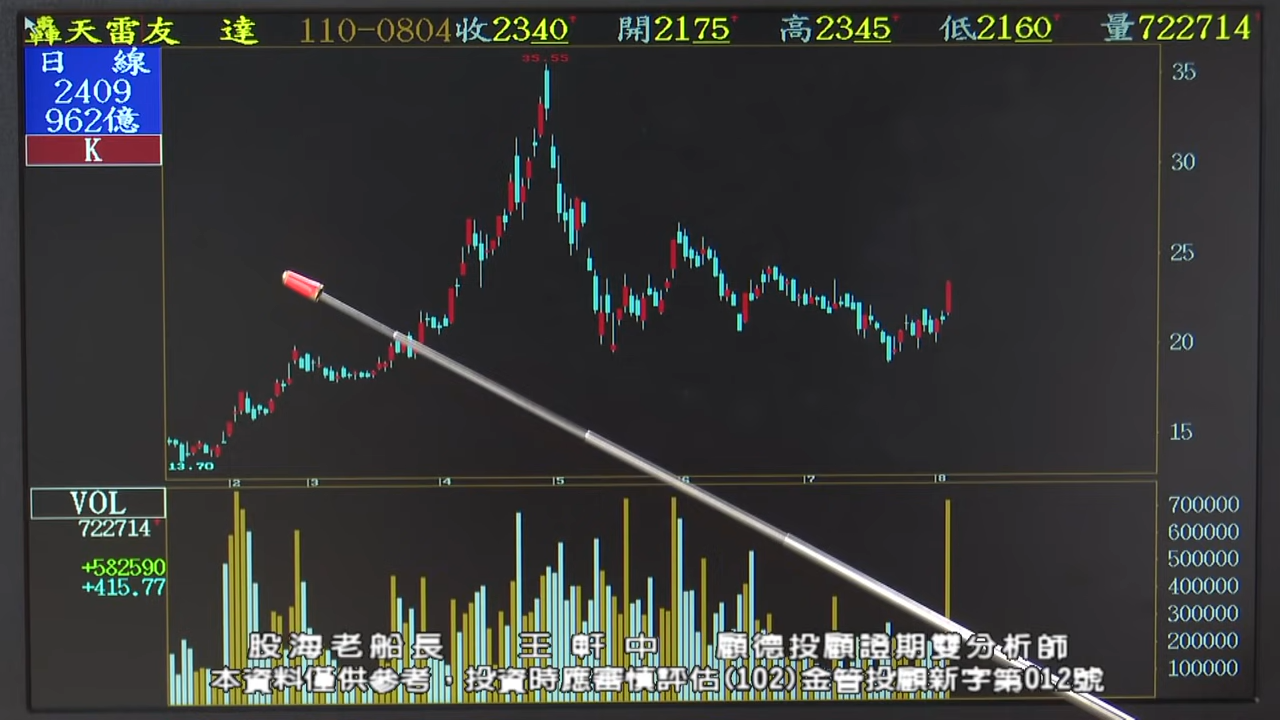 轟天雷友 達 110-0804收2340 開2175 高2345 低2160 量722714
日 線
2409
962億
K
35.55
35
30
25
20
15
13.70
2 3 4 5 6 7 8
VOL
722714
+582590
+415.77
700000
600000
500000
400000
300000
200000
100000
股海老船長 王軒中 顧德投顧證期雙分析師
本資料僅供參考，投資時應審慎評估(102)金管投顧新字第012號